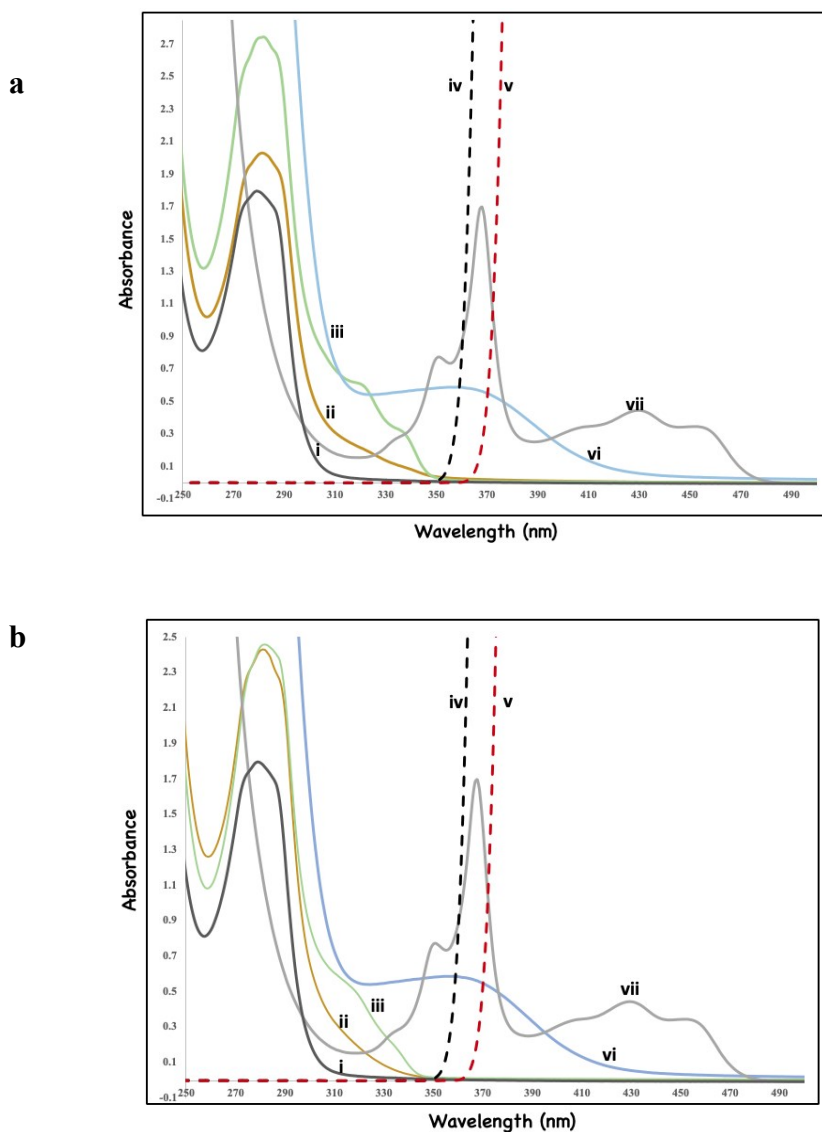 a
2.7
2.5
2.3
2.1
1.9
1.7
1.5
1.3
1.1
0.9
0.7
0.5
0.3
0.1
-0.1
250 270 290 310 330 350 370 390 410 430 450 470 490
Absorbance
Wavelength (nm)
iv v
iii
ii
i
vii
vi
b
2.5
2.3
2.1
1.9
1.7
1.5
1.3
1.1
0.9
0.7
0.5
0.3
0.1
-0.1
250 270 290 310 330 350 370 390 410 430 450 470 490
Absorbance
Wavelength (nm)
iv v
iii
ii
i
vii
vi